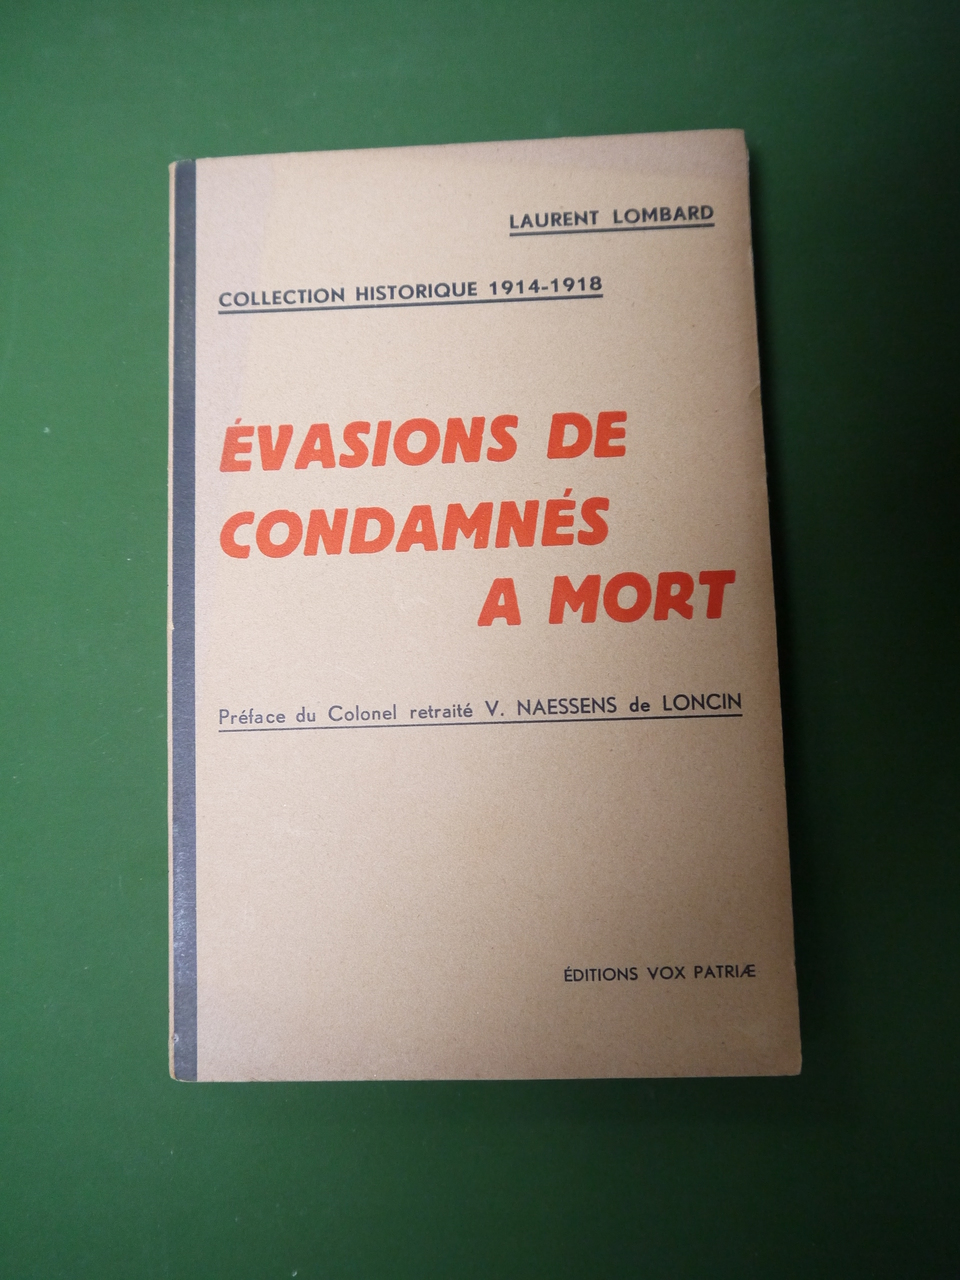 LAURENT LOMBARD
COLLECTION HISTORIQUE 1914-1918
ÉVASIONS DE
CONDAMNÉS
A MORT
Préface du Colonel retraité V. NAESSENS de LONCIN
ÉDITIONS VOX PATRIÆ